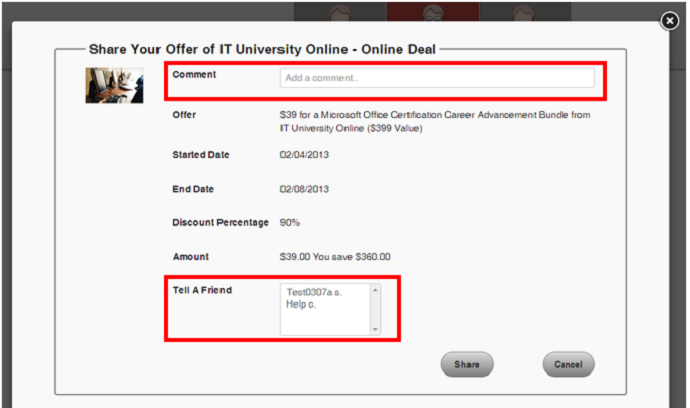 Share Your Offer of IT University Online - Online Deal
Comment
Add a comment..
Offer
$39 for a Microsoft Office Certification Career Advancement Bundle from
IT University Online ($399 Value)
Started Date
02/04/2013
End Date
02/08/2013
Discount Percentage
90%
Amount
$39.00 You save $360.00
Tell A Friend
Test0307a s.
Help c.
Share
Cancel